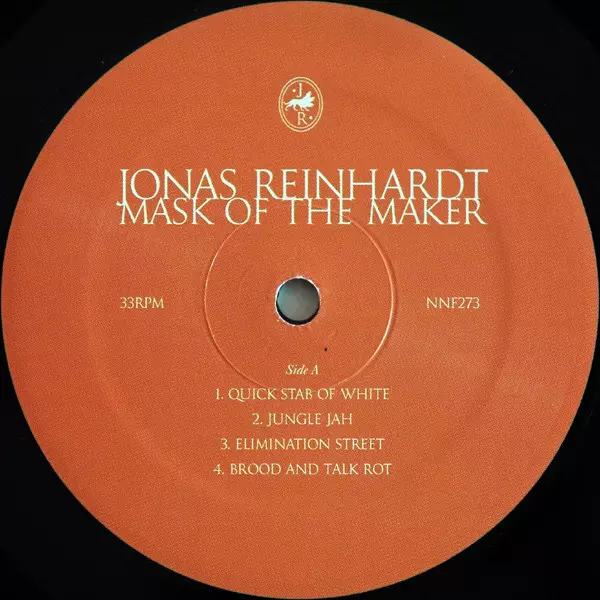 J
R
JONAS REINHARDT
MASK OF THE MAKER
33RPM
NNF273
Side A
1. QUICK STAB OF WHITE
2. JUNGLE JAH
3. ELIMINATION STREET
4. BROOD AND TALK ROT